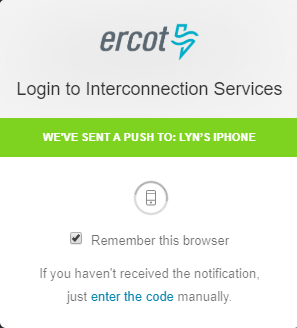 ercot
Login to Interconnection Services
WE'VE SENT A PUSH TO: LYN'S IPHONE
Remember this browser
If you haven't received the notification,
just enter the code manually.